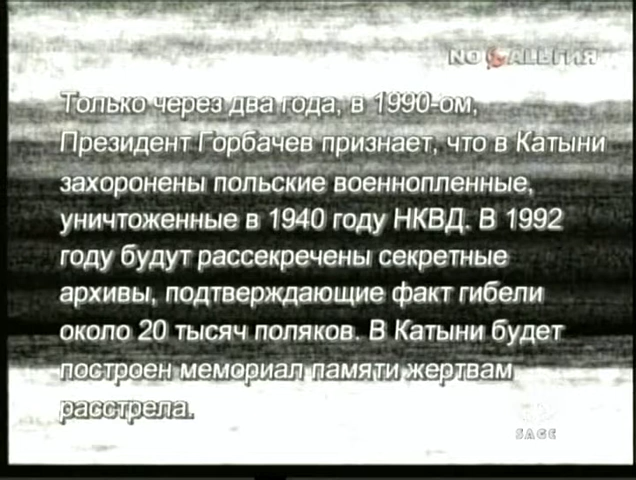 NOСТАЛЬГИЯ
Только через два года, в 1990-ом,
Президент Горбачев признает, что в Катыни
захоронены польские военнопленные,
уничтоженные в 1940 году НКВД. В 1992
году будут рассекречены секретные
архивы, подтверждающие факт гибели
около 20 тысяч поляков. В Катыни будет
построен мемориал памяти жертвам
расстрела.
SAGE